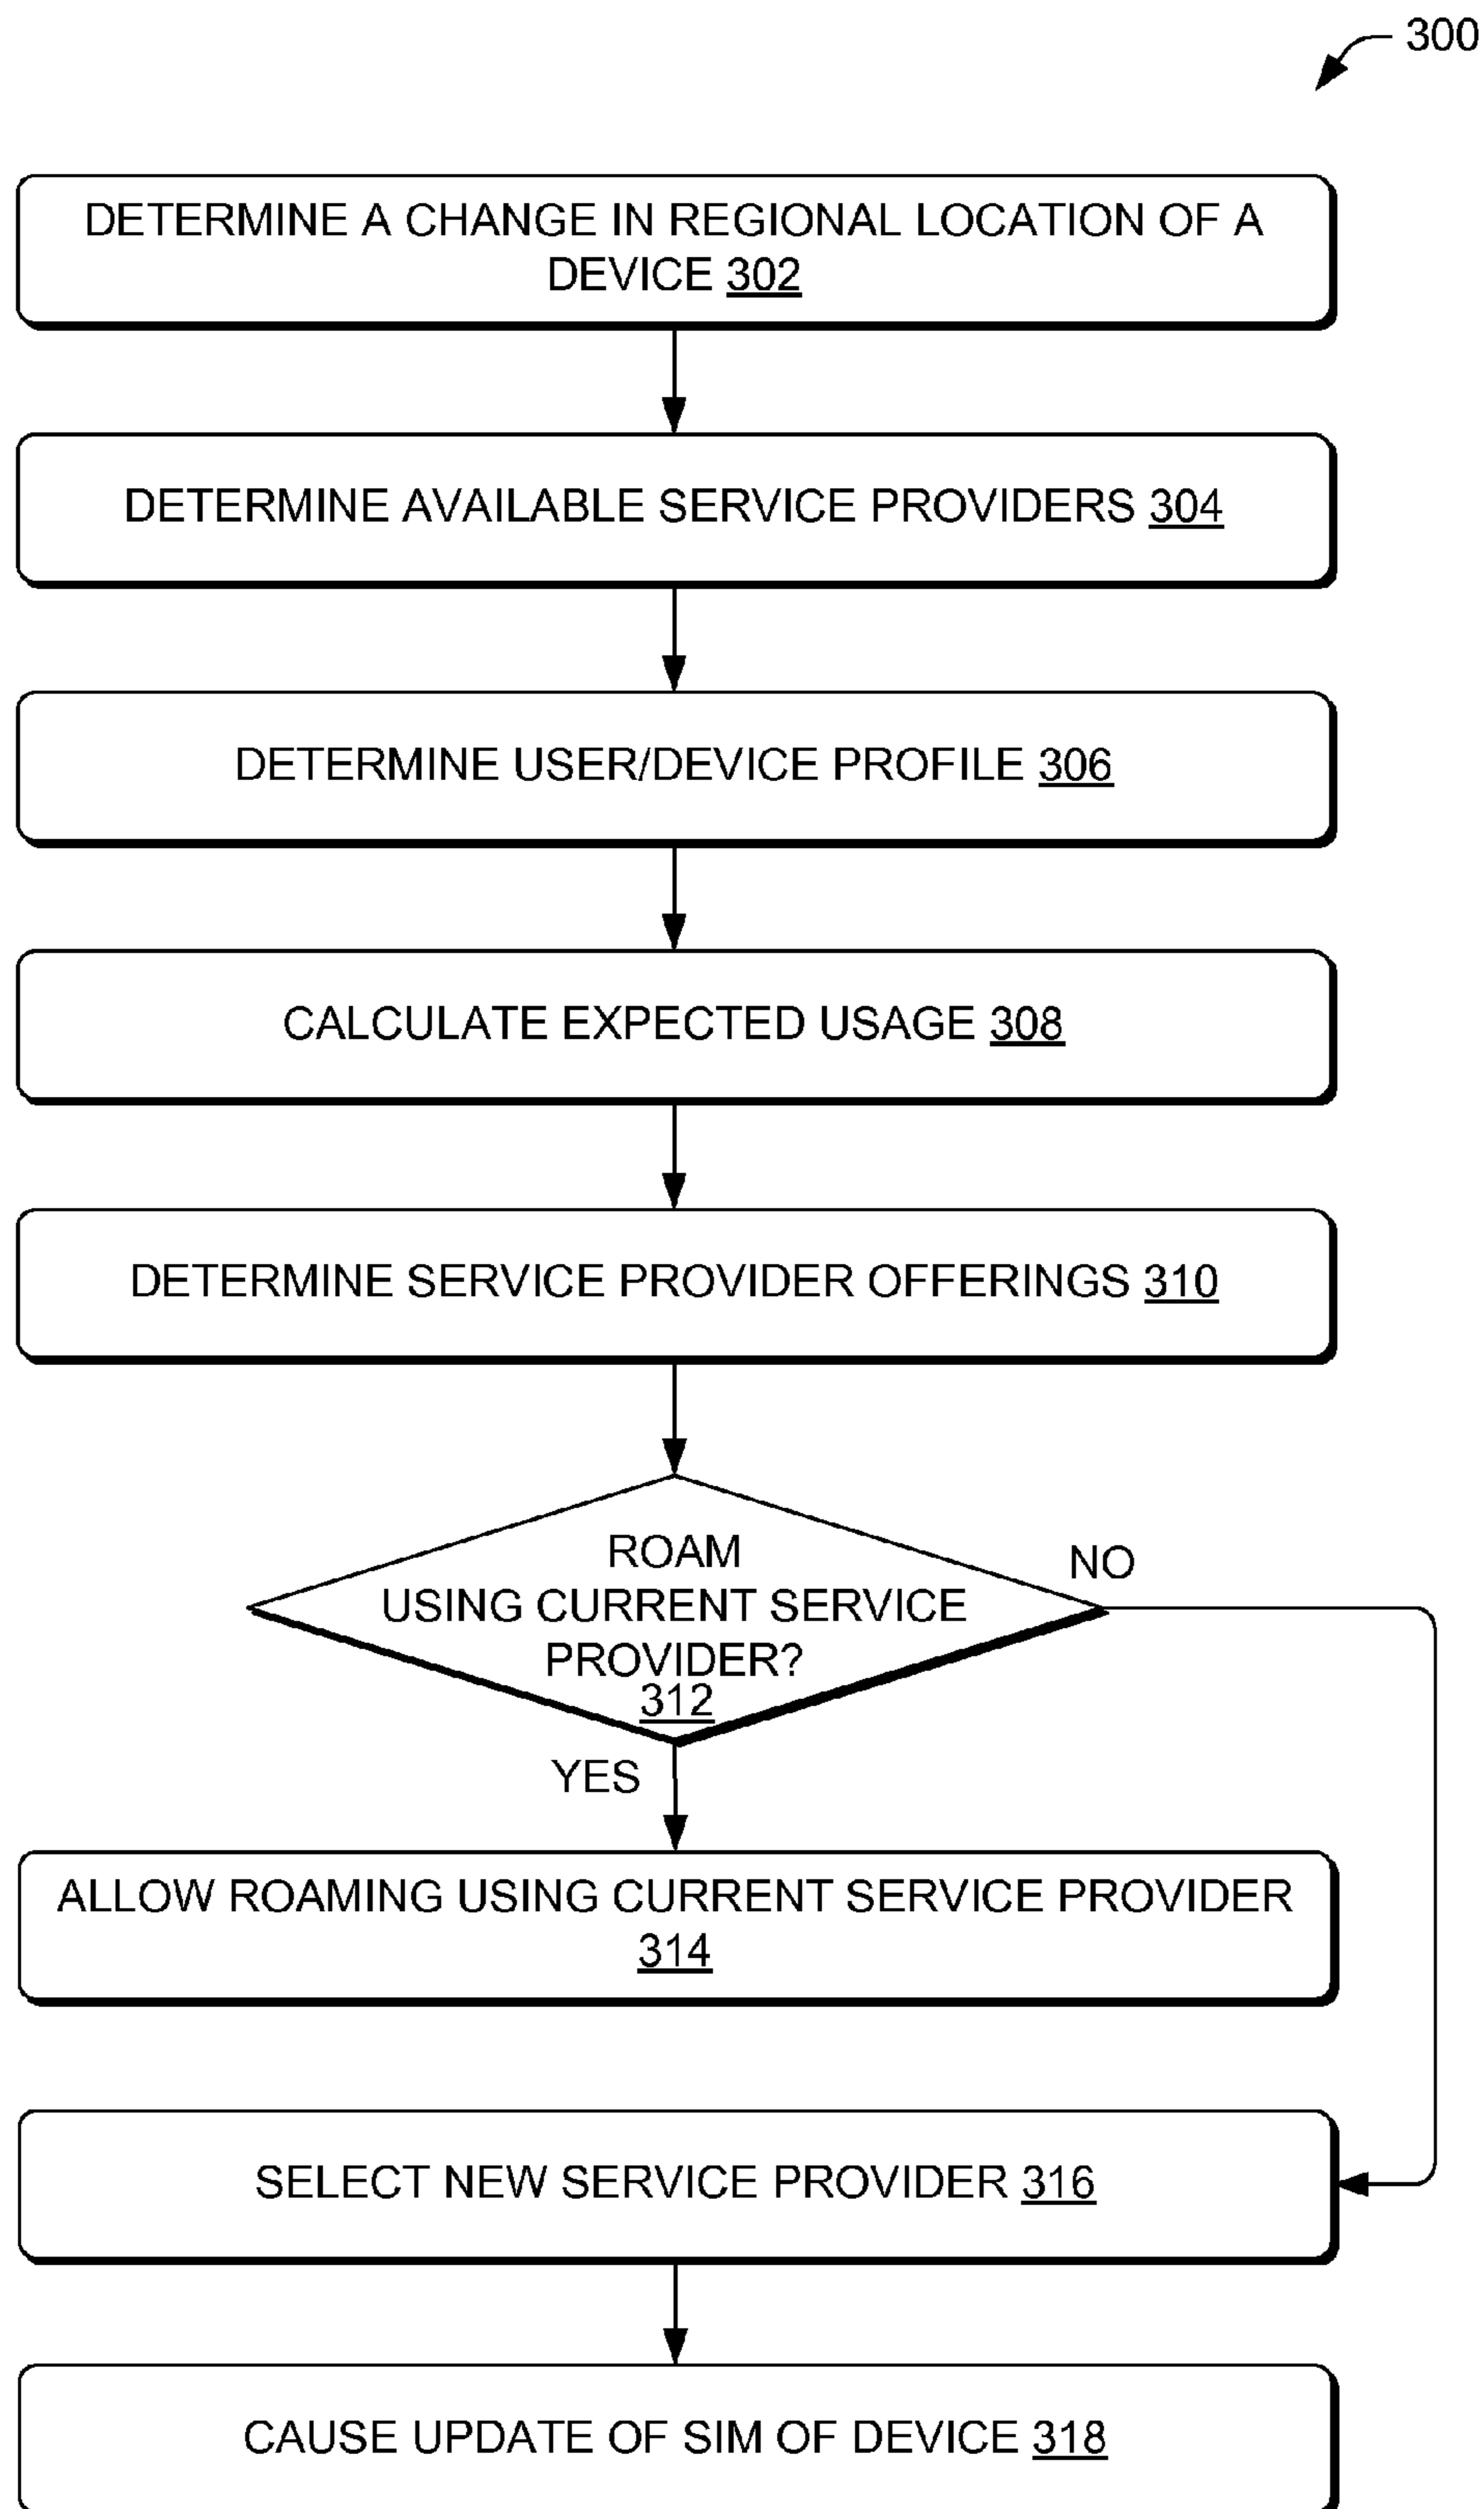 300
DETERMINE A CHANGE IN REGIONAL LOCATION OF A
DEVICE 302
DETERMINE AVAILABLE SERVICE PROVIDERS 304
DETERMINE USER/DEVICE PROFILE 306
CALCULATE EXPECTED USAGE 308
DETERMINE SERVICE PROVIDER OFFERINGS 310
ROAM
USING CURRENT SERVICE
PROVIDER?
312
NO
YES
ALLOW ROAMING USING CURRENT SERVICE PROVIDER
314
SELECT NEW SERVICE PROVIDER 316
CAUSE UPDATE OF SIM OF DEVICE 318